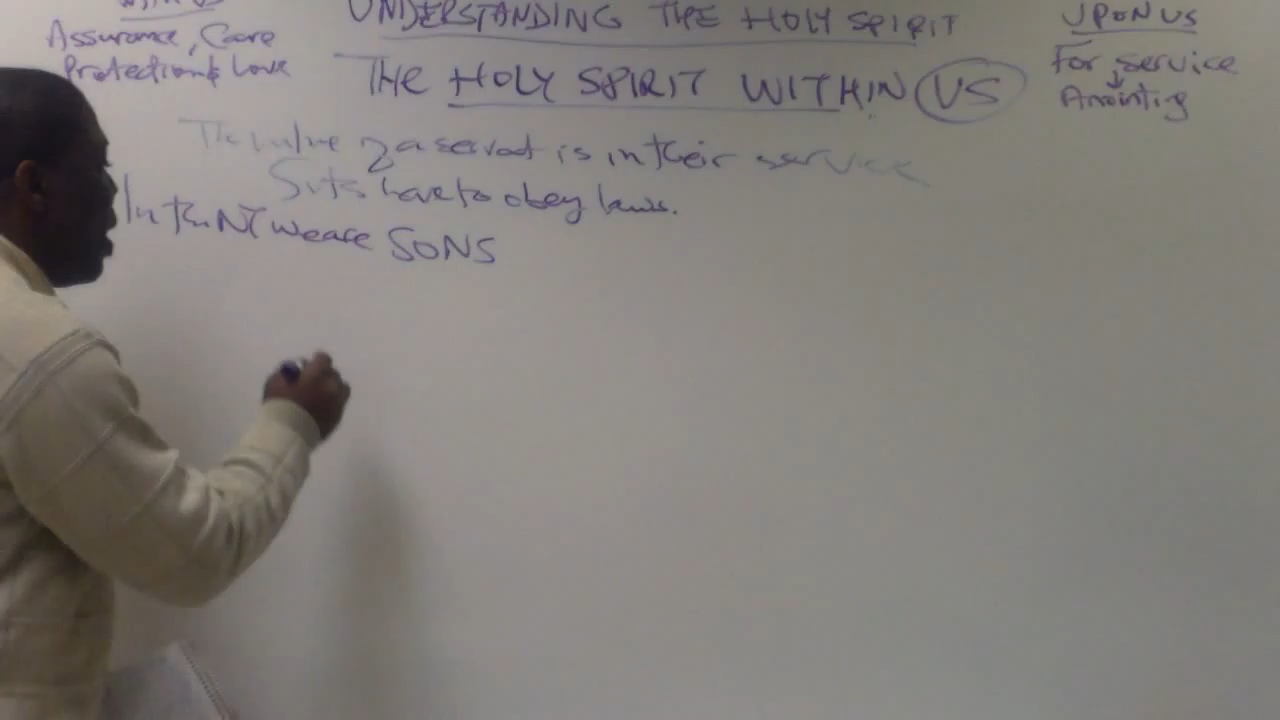 UNDERSTANDING THE HOLY SPIRIT
Assurance, Care
Protection & Love
UPON US
For service
Anointing
THE HOLY SPIRIT WITHIN US
The value of a servant is in their service
have to obey laws.
In the NT we are SONS